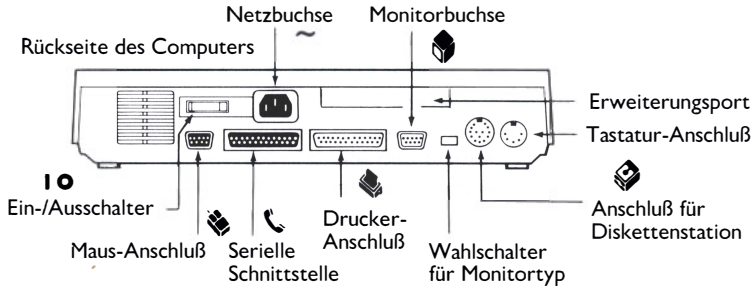 Netzbuchse
Monitorbuchse
Rückseite des Computers
Erweiterungsport
Tastatur-Anschluß
I O
Ein-/Ausschalter
Maus-Anschluß
Serielle
Schnittstelle
Drucker-
Anschluß
Wahlschalter
für Monitortyp
Anschluß für
Diskettenstation